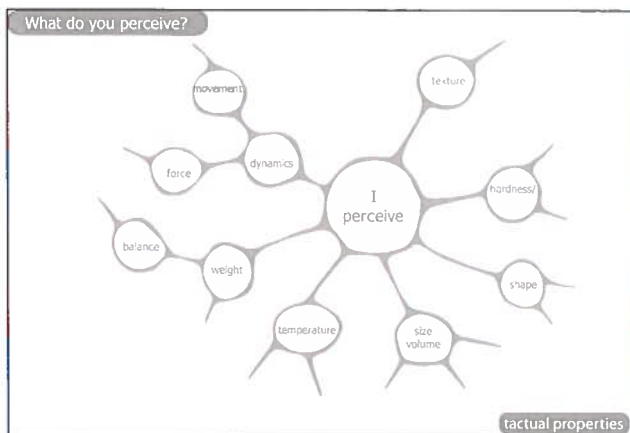 What do you perceive?
movement
texture
dynamics
force
hardness/
I
perceive
balance
weight
shape
temperature
size
volume
tactual properties